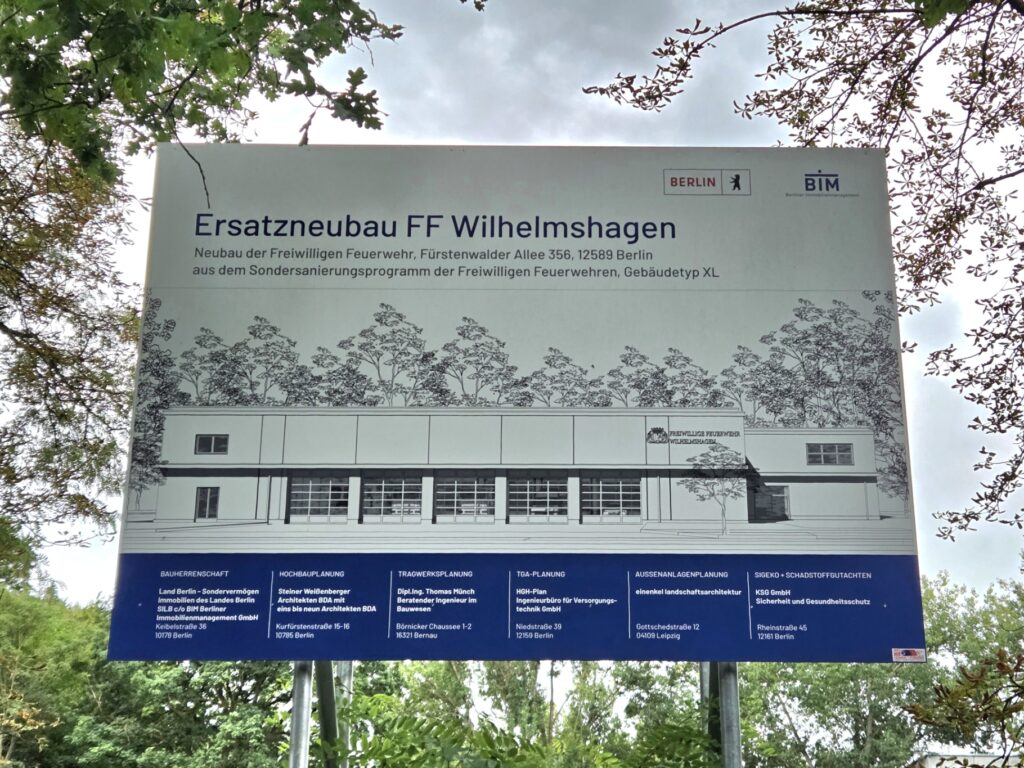 BERLIN
BIM
Berliner Immobilienmanagement
Ersatzneubau FF Wilhelmshagen
Neubau der Freiwilligen Feuerwehr, Fürstenwalder Allee 356, 12589 Berlin
aus dem Sondersanierungsprogramm der Freiwilligen Feuerwehren, Gebäudetyp XL
FREIWILLIGE FEUERWEHR
WILHELMSHAGEN
BAUHERRENSCHAFT
Land Berlin – Sondervermögen
Immobilien des Landes Berlin
SILB c/o BIM Berliner
Immobilienmanagement GmbH
Keibelstraße 36
10178 Berlin
HOCHBAUPLANUNG
Steiner Weißenberger
Architekten BDA mit
eins bis neun Architekten BDA
Kurfürstenstraße 15-16
10785 Berlin
TRAGWERKSPLANUNG
Dipl.Ing. Thomas Münch
Beratender Ingenieur im
Bauwesen
Börnicker Chaussee 1-2
16321 Bernau
TGA-PLANUNG
HGH-Plan
Ingenieurbüro für Versorgungs-
technik GmbH
Niedstraße 39
12159 Berlin
AUSSENANLAGENPLANUNG
einenkel landschaftsarchitektur
Gottschedstraße 12
04109 Leipzig
SIGEKO + SCHADSTOFFGUTACHTEN
KSG GmbH
Sicherheit und Gesundheitsschutz
Rheinstraße 45
12161 Berlin